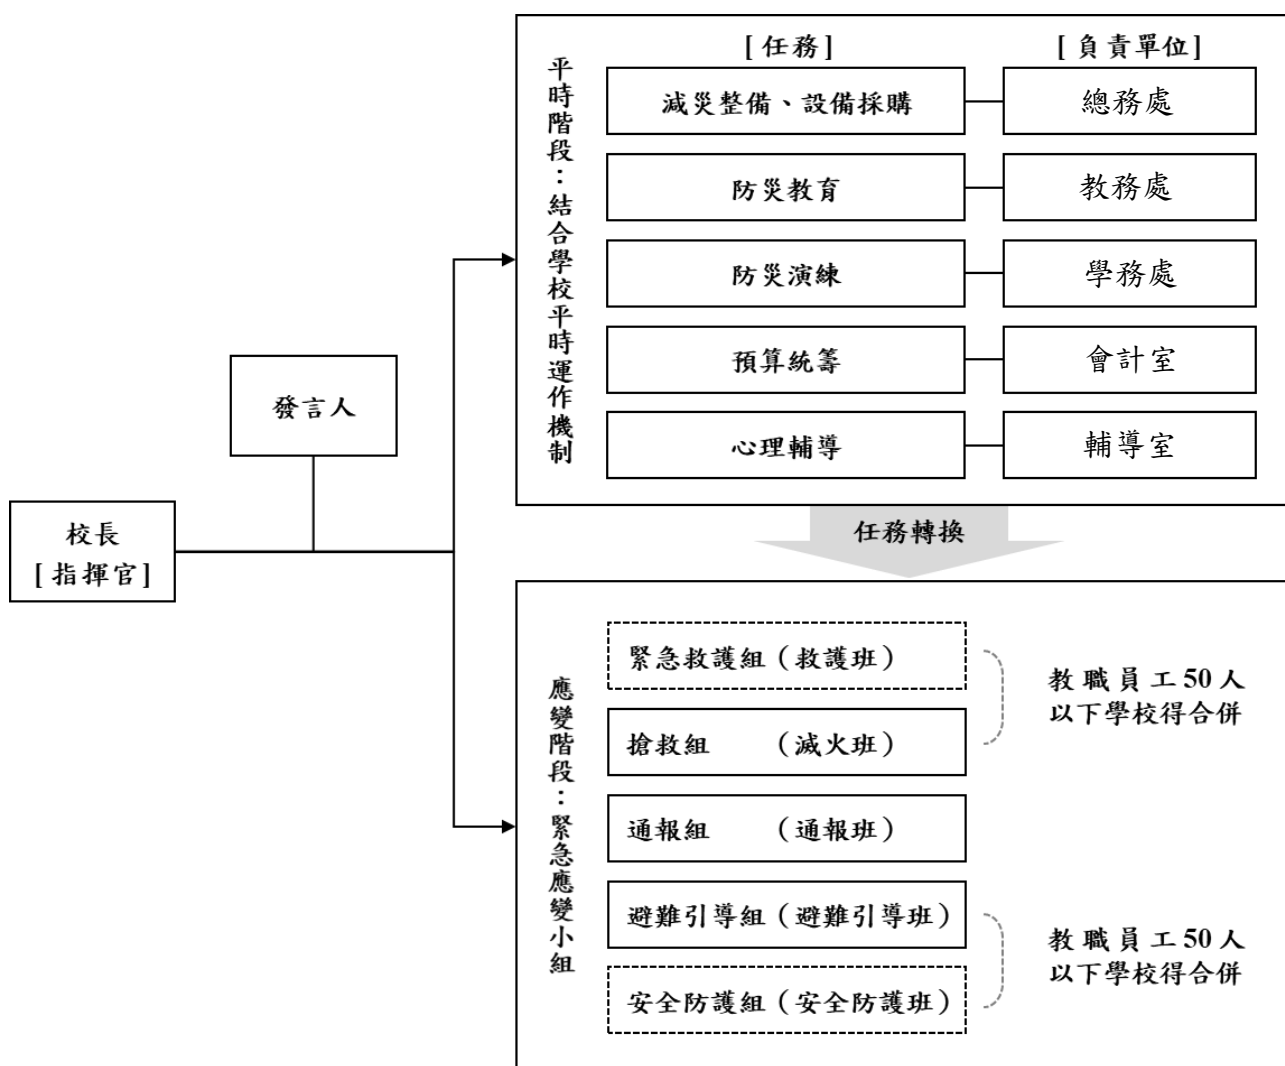 [任務]
[負責單位]
平時階段：結合學校平時運作機制
減災整備、設備採購
總務處
防災教育
教務處
防災演練
學務處
預算統籌
會計室
心理輔導
輔導室
發言人
校長
[指揮官]
任務轉換
應變階段：緊急應變小組
緊急救護組（救護班）
搶救組　　（滅火班）
教職員工50人
以下學校得合併
通報組　　（通報班）
避難引導組（避難引導班）
安全防護組（安全防護班）
教職員工50人
以下學校得合併